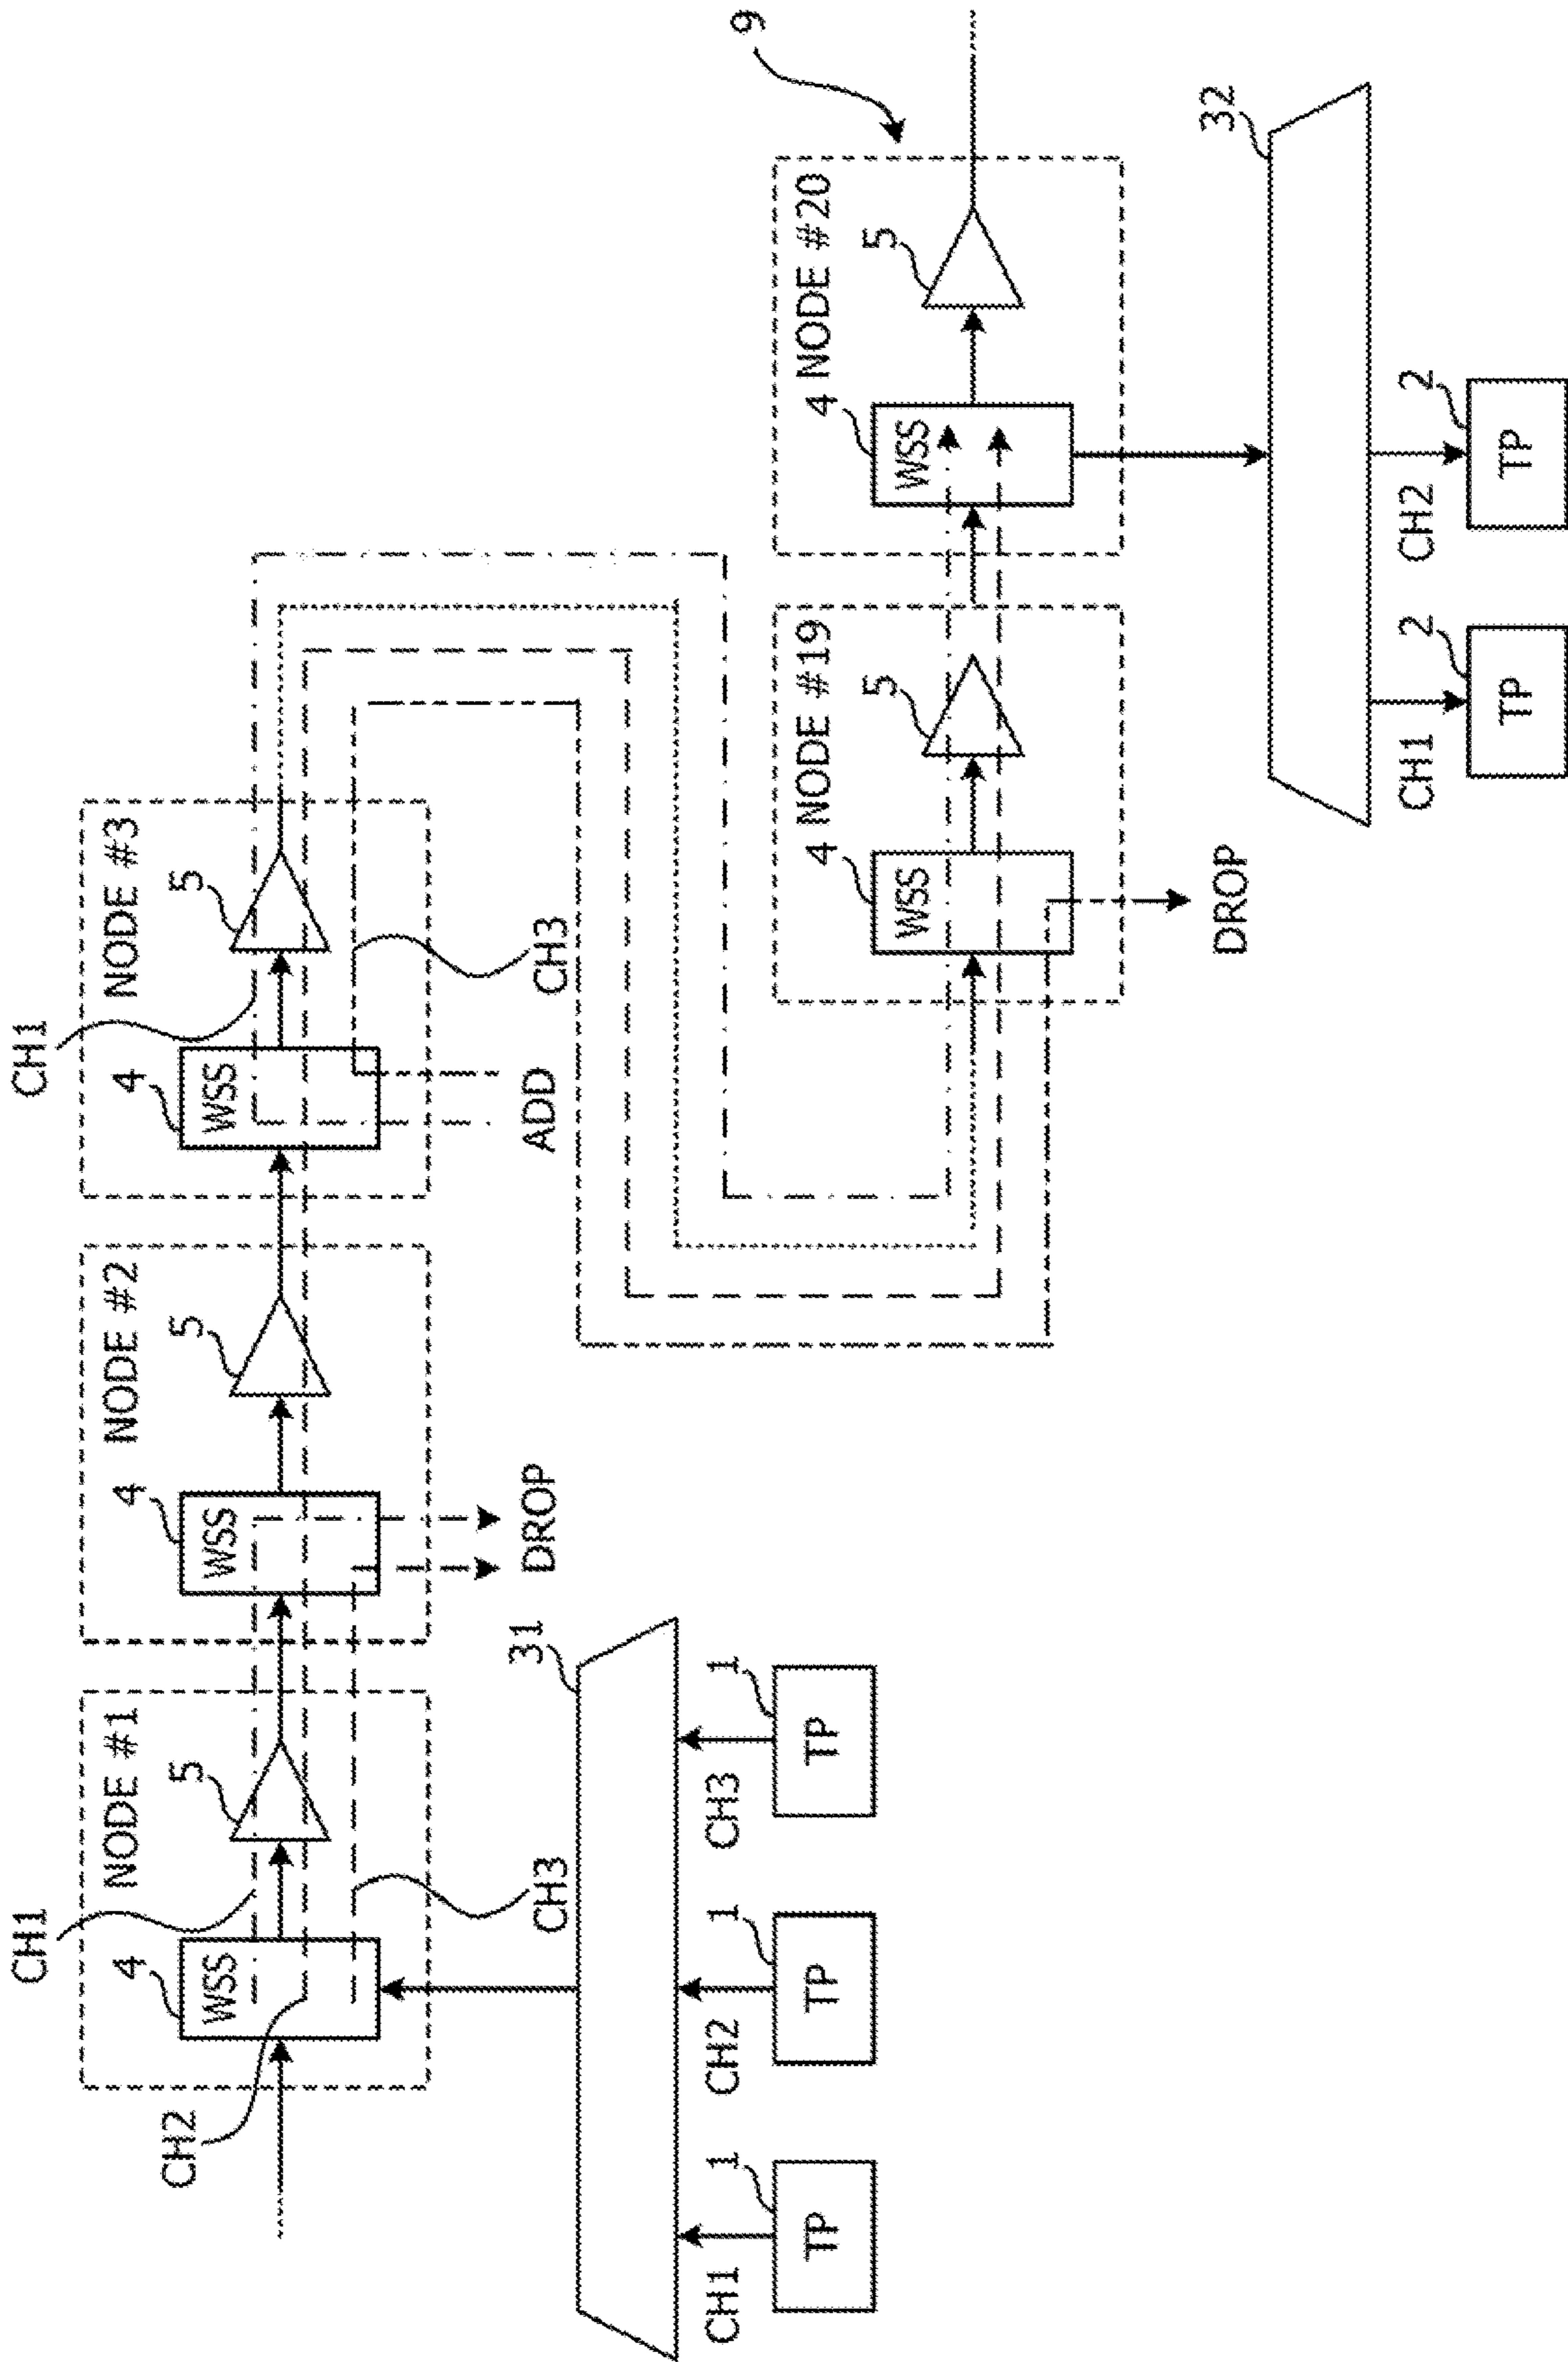 CH1
CH1
NODE #1
NODE #2
NODE #3
4
5
4
5
4
5
WSS
WSS
WSS
CH2
CH3
DROP
ADD
CH3
31
CH1
CH2
CH3
1
1
1
TP
TP
TP
9
4 NODE #19
4 NODE #20
5
5
WSS
WSS
DROP
32
CH1
CH2
2
2
TP
TP